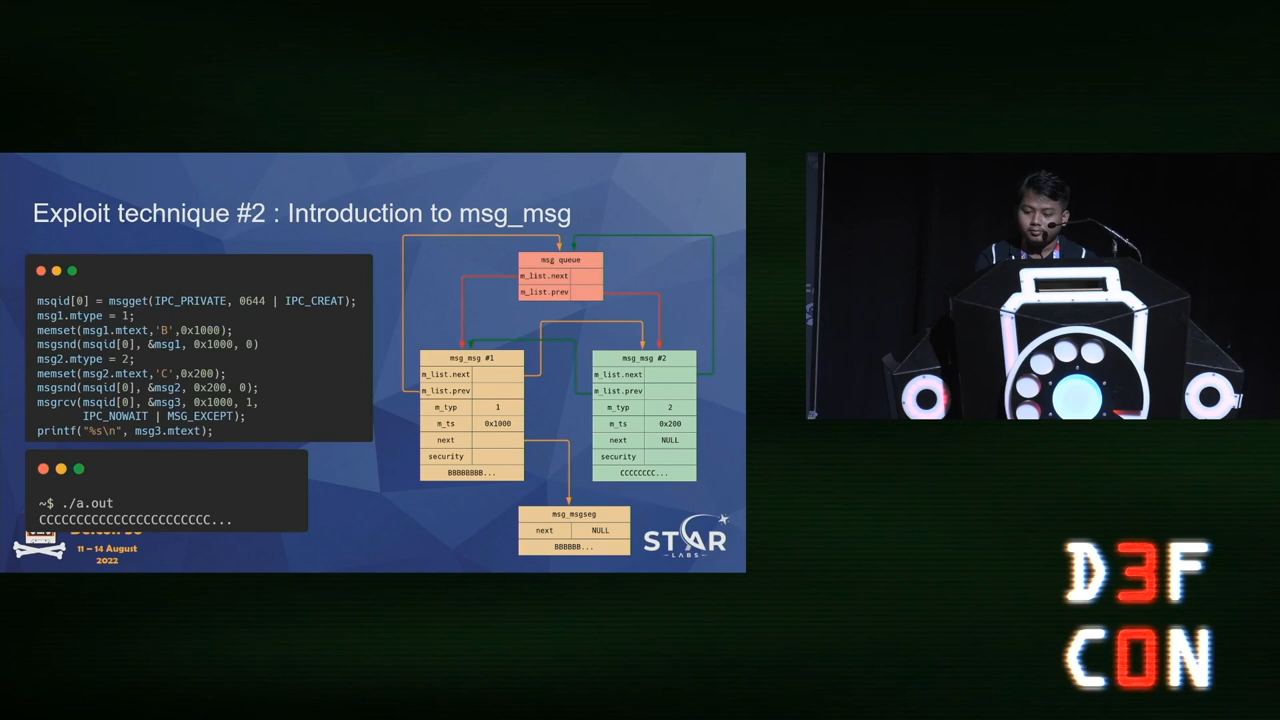 Exploit technique #2 : Introduction to msg_msg
msqid[0] = msgget(IPC_PRIVATE, 0644 | IPC_CREAT);
msg1.mtype = 1;
memset(msg1.mtext,'B',0x1000);
msgsnd(msqid[0], &msg1, 0x1000, 0)
msg2.mtype = 2;
memset(msg2.mtext,'C',0x200);
msgsnd(msqid[0], &msg2, 0x200, 0);
msgrcv(msqid[0], &msg3, 0x1000, 1,
IPC_NOWAIT | MSG_EXCEPT);
printf("%s\n", msg3.mtext);
~$ ./a.out
CCCCCCCCCCCCCCCCCCCCCCC...
11 – 14 August
2022
msg queue
m_list.next
m_list.prev
msg_msg #1
m_list.next
m_list.prev
m_typ 1
m_ts 0x1000
next
security
BBBBBBBB...
msg_msg #2
m_list.next
m_list.prev
m_typ 2
m_ts 0x200
next NULL
security
CCCCCCCC...
msg_msgseg
next NULL
BBBBBB...
STAR
LABS
D3F
C0N